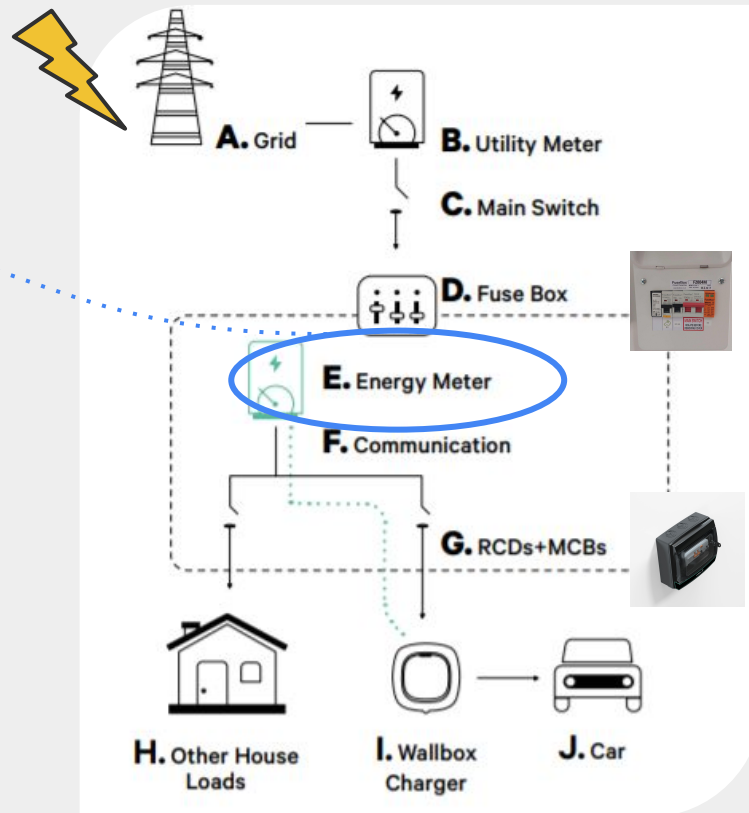 A. Grid
B. Utility Meter
C. Main Switch
D. Fuse Box
E. Energy Meter
F. Communication
G. RCDs+MCBs
H. Other House
Loads
I. Wallbox
Charger
J. Car